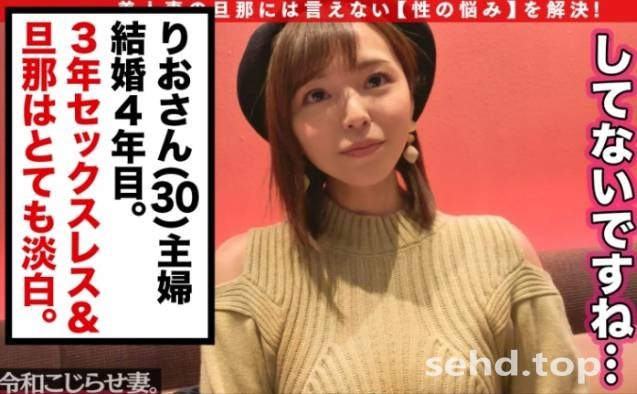 美人妻の旦那には言えない【性の悩み】を解決!
りおさん(30)主婦
結婚4年目。
3年セックスレス&
旦那はとても淡白。
してないですね…
令和こじらせ妻。
sehd.top